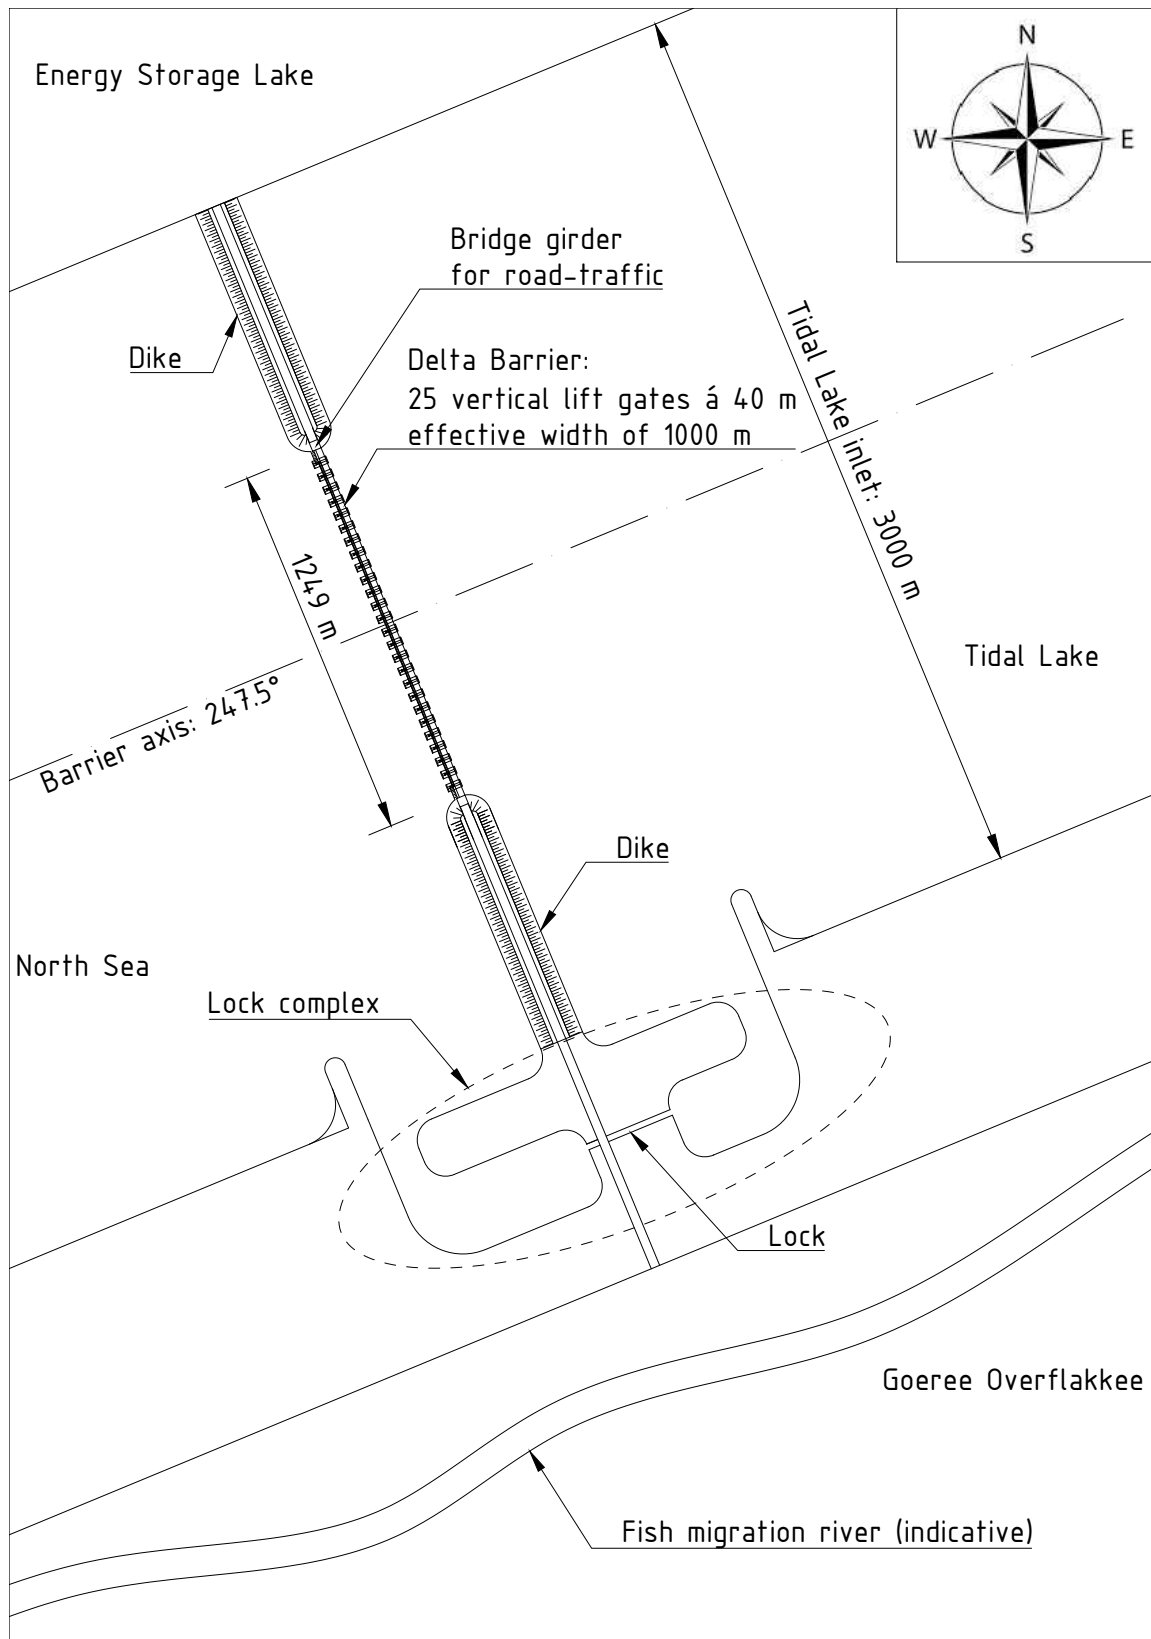 Energy Storage Lake
N
W
E
S
Bridge girder
for road-traffic
Dike
Delta Barrier:
25 vertical lift gates á 40 m
effective width of 1000 m
Tidal Lake inlet: 3000 m
1249 m
Tidal Lake
Barrier axis: 247.5°
Dike
North Sea
Lock complex
Lock
Goeree Overflakkee
Fish migration river (indicative)